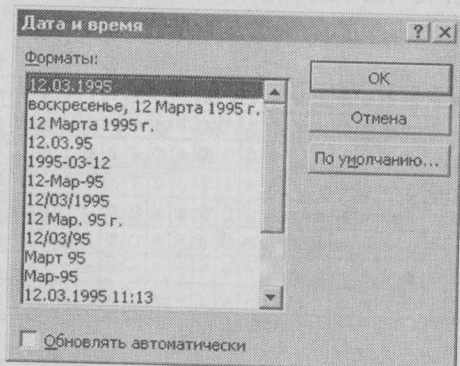 Дата и время
Форматы:
12.03.1995
воскресенье, 12 Марта 1995 г.
12 Марта 1995 г.
12.03.95
1995-03-12
12-Мар-95
12/03/1995
12 Мар. 95 г.
12/03/95
Март 95
Мар-95
12.03.1995 11:13
ОК
Отмена
По умолчанию...
Обновлять автоматически